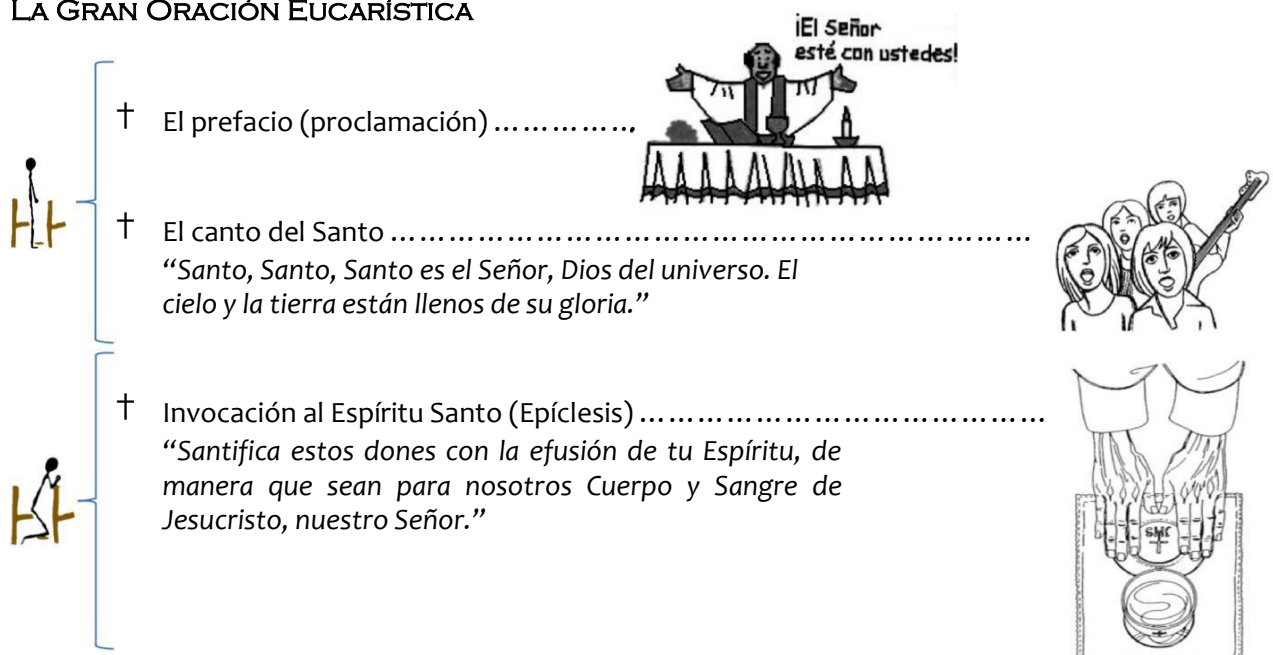 LA GRAN ORACIÓN EUCARÍSTICA
¡El Señor
esté con ustedes!
† El prefacio (proclamación) ……………,
† El canto del Santo …………………………………………………………
“Santo, Santo, Santo es el Señor, Dios del universo. El
cielo y la tierra están llenos de su gloria.”
† Invocación al Espíritu Santo (Epíclesis) ……………………………………
“Santifica estos dones con la efusión de tu Espíritu, de
manera que sean para nosotros Cuerpo y Sangre de
Jesucristo, nuestro Señor.”